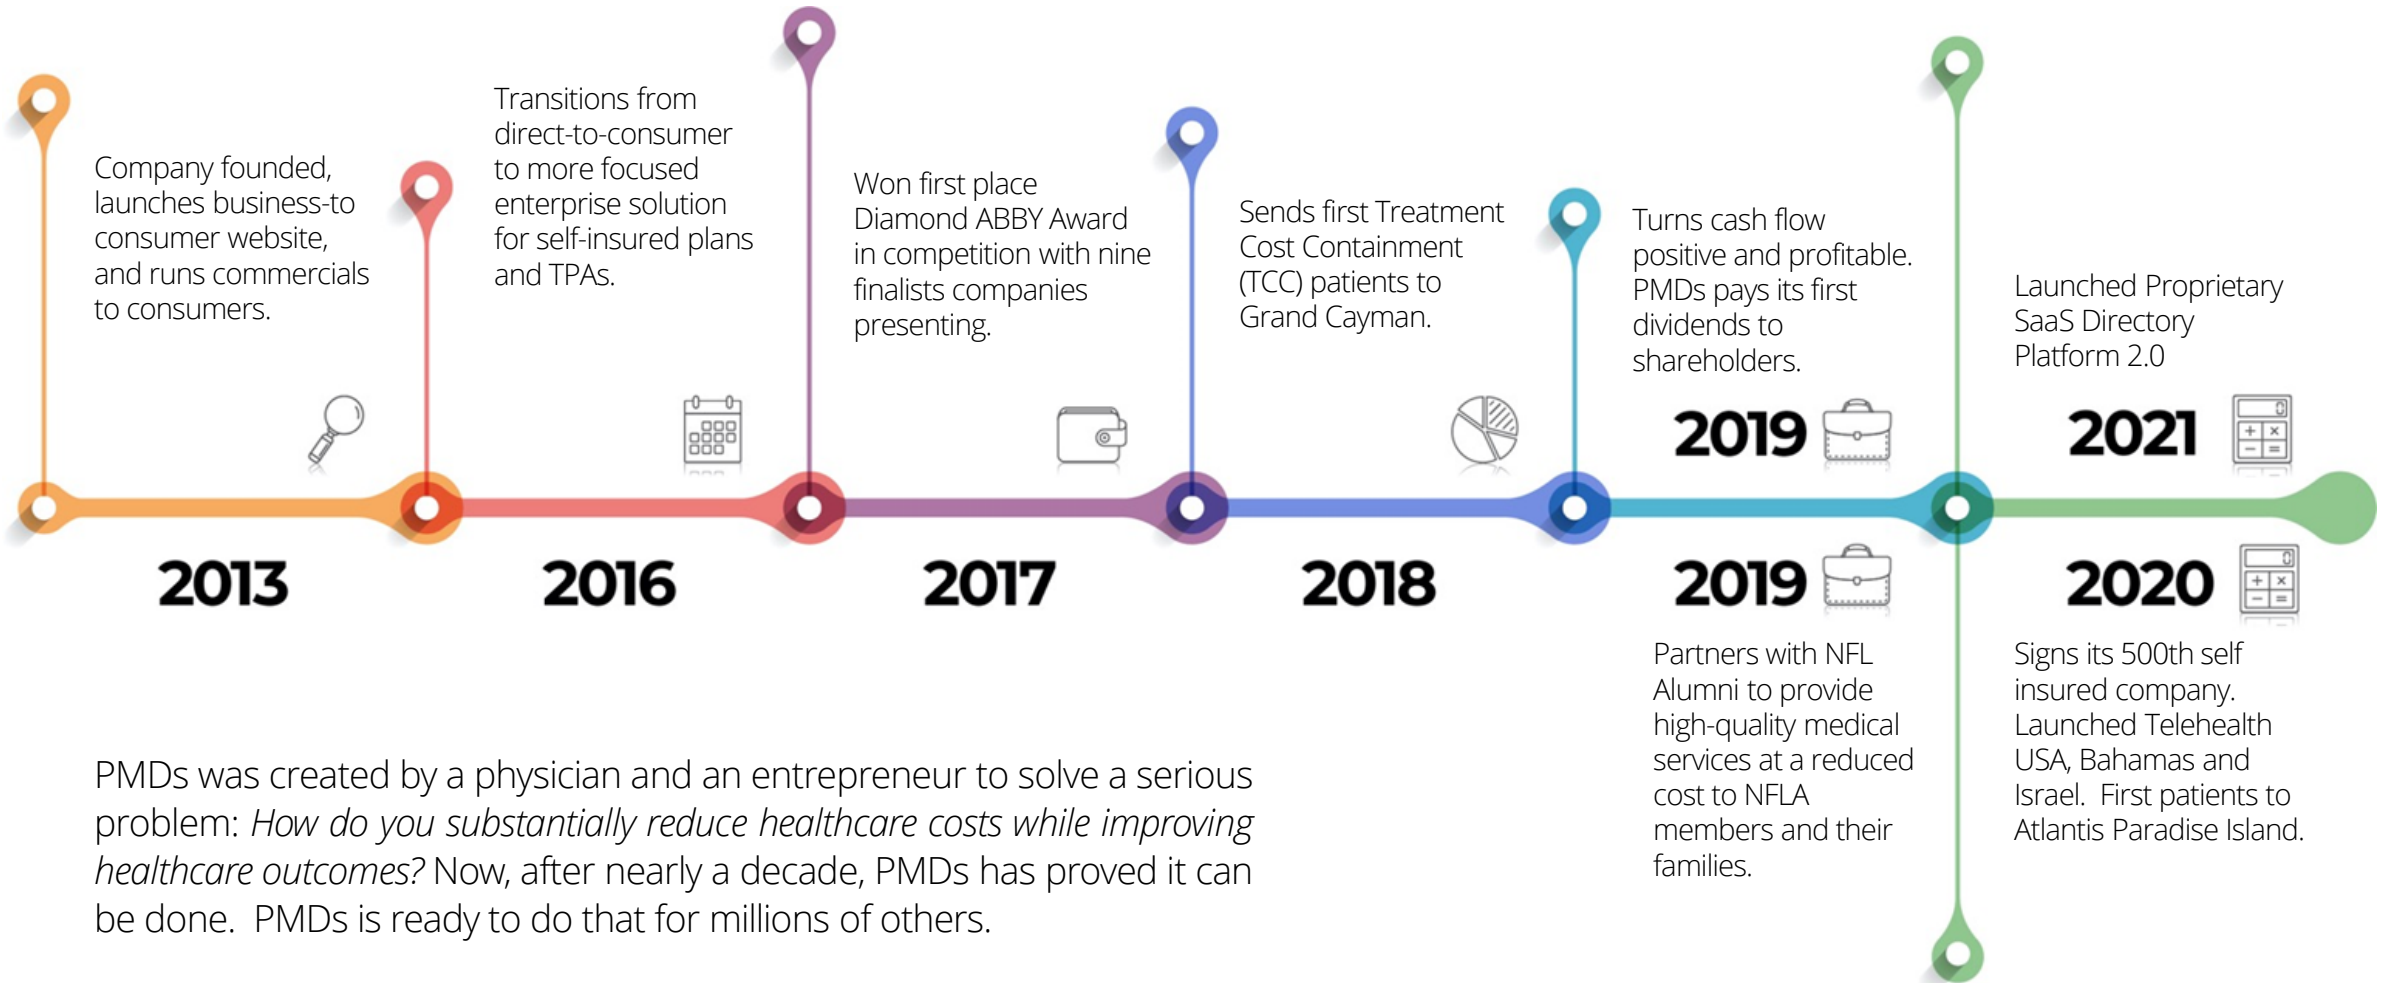 Company founded,
launches business-to
consumer website,
and runs commercials
to consumers.
2013
Transitions from
direct-to-consumer
to more focused
enterprise solution
for self-insured plans
and TPAs.
2016
Won first place
Diamond ABBY Award
in competition with nine
finalists companies
presenting.
2017
Sends first Treatment
Cost Containment
(TCC) patients to
Grand Cayman.
2018
Turns cash flow
positive and profitable.
PMDs pays its first
dividends to
shareholders.
2019
2019
Partners with NFL
Alumni to provide
high-quality medical
services at a reduced
cost to NFLA
members and their
families.
Launched Proprietary
SaaS Directory
Platform 2.0
2021
0
+ ×
− =
2020
0
+ ×
− =
Signs its 500th self
insured company.
Launched Telehealth
USA, Bahamas and
Israel.  First patients to
Atlantis Paradise Island.
PMDs was created by a physician and an entrepreneur to solve a serious
problem: How do you substantially reduce healthcare costs while improving
healthcare outcomes? Now, after nearly a decade, PMDs has proved it can
be done.  PMDs is ready to do that for millions of others.